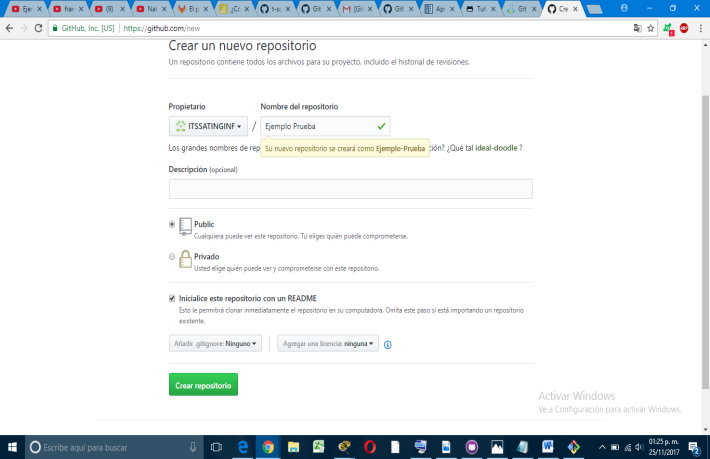 Eje
frar
(9)
Nat
El p
¿Có
t-so
Git
[Gi
Git
Ap
Tut
Git
Cre
GitHub, Inc. [US] | https://github.com/new
Crear un nuevo repositorio
Un repositorio contiene todos los archivos para su proyecto, incluido el historial de revisiones.
Propietario Nombre del repositorio
ITSSATINGINF / Ejemplo Prueba
Los grandes nombres de rep
Su nuevo repositorio se creará como Ejemplo-Prueba
ción? ¿Qué tal ideal-doodle ?
Descripción (opcional)
Public
Cualquiera puede ver este repositorio. Tú eliges quién puede comprometerse.
Privado
Usted elige quién puede ver y comprometerse con este repositorio.
Inicialice este repositorio con un README
Esto le permitirá clonar inmediatamente el repositorio en su computadora. Omita este paso si está importando un repositorio
existente.
Añadir .gitignore: Ninguno Agregar una licencia: ninguna
Crear repositorio
Activar Windows
Ve a Configuración para activar Windows.
Escribe aquí para buscar
01:25 p. m.
25/11/2017
2